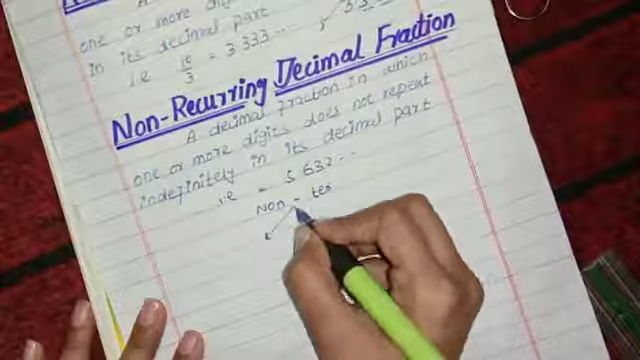 one or more digits
in its decimal part
i.e 10/3 = 3.333...
Non-Recurring Decimal Fraction
A decimal fraction in which
one or more digits does not repeat
indefinitely in its decimal part
i.e = 5.632...
Non - ter